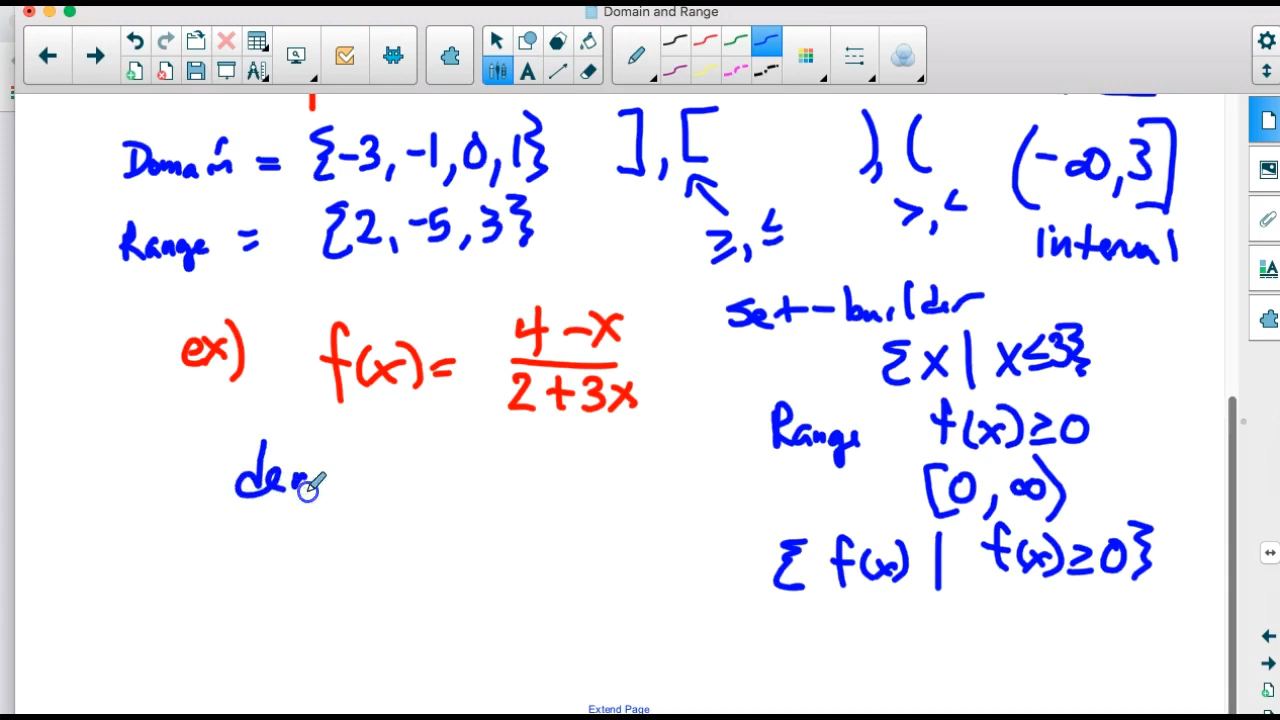 Domain and Range
Domain = {-3, -1, 0, 1}
Range = {2, -5, 3}
], [
≥, ≤
), (
>, <
(-∞, 3]
interval
ex) f(x) = 4-x / 2+3x
den
set-builder
{x | x≤3}
Range f(x)≥0
[0, ∞)
{ f(x) | f(x)≥0}
Extend Page